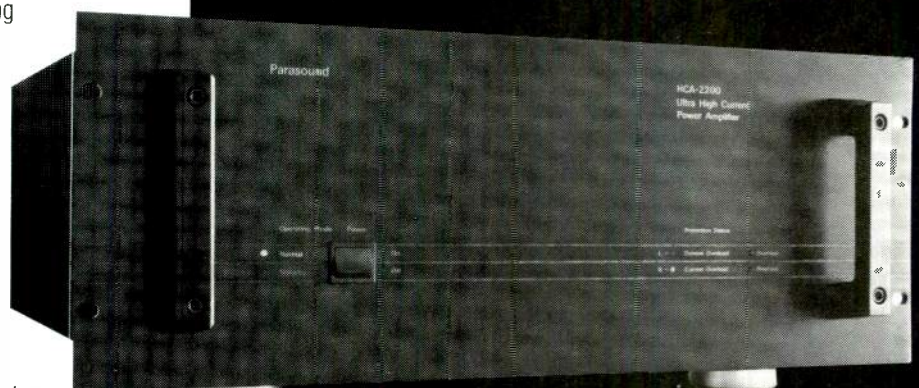 Parasound
HCA-2200
Ultra High Current
Power Amplifier
Operating Mode Power
Normal On
Off
Protection Status
L Current Overload
R Current Overload